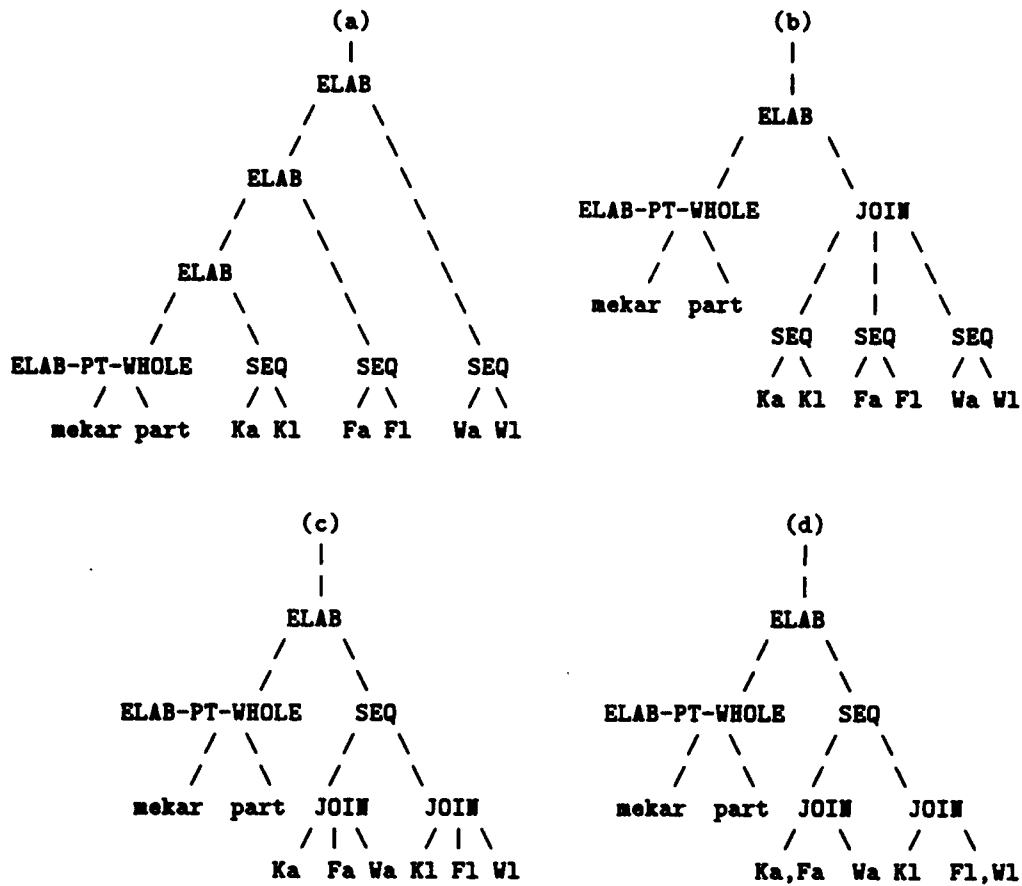 (a) (b)
ELAB
ELAB
ELAB
ELAB-PT-WHOLE JOIN
ELAB
mekar part
SEQ SEQ SEQ
ELAB-PT-WHOLE SEQ SEQ SEQ
Ka Kl Fa Fl Wa Wl
mekar part Ka Kl Fa Fl Wa Wl
(c) (d)
ELAB ELAB
ELAB-PT-WHOLE SEQ ELAB-PT-WHOLE SEQ
mekar part JOIN JOIN mekar part JOIN JOIN
Ka Fa Wa Kl Fl Wl Ka,Fa Wa Kl Fl,Wl